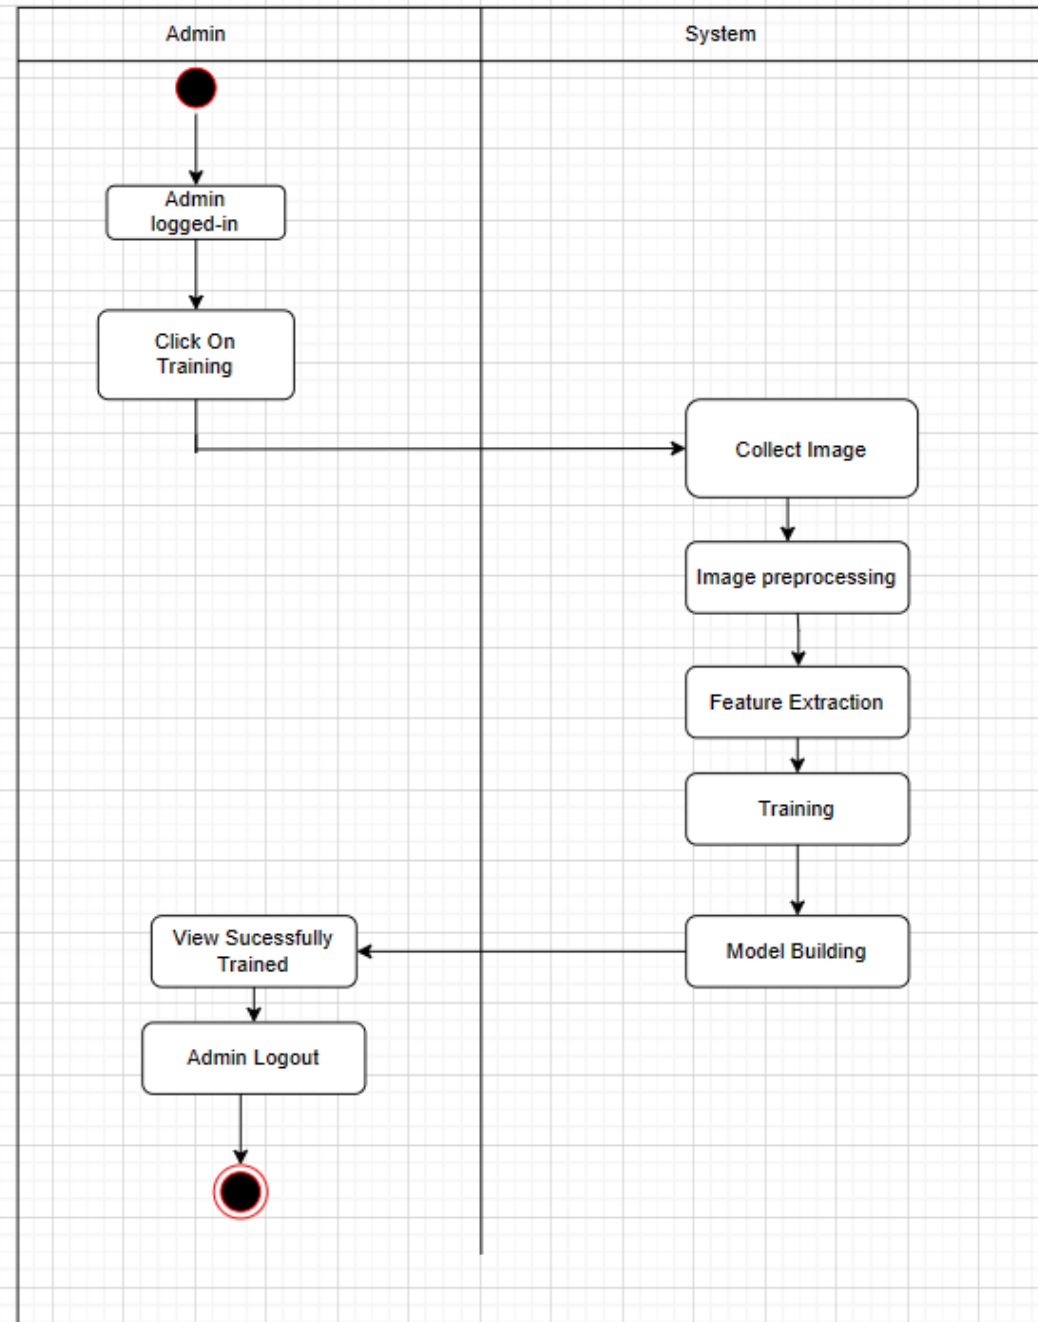 Admin
System
Admin
logged-in
Click On
Training
Collect Image
Image preprocessing
Feature Extraction
Training
Model Building
View Sucessfully
Trained
Admin Logout